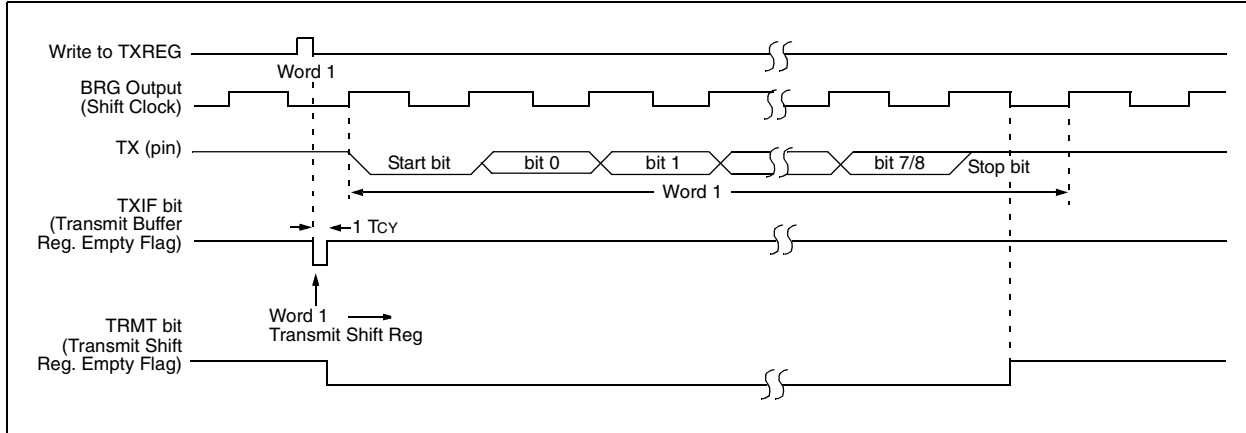 Write to TXREG
Word 1
BRG Output
(Shift Clock)
TX (pin)
Start bit
bit 0
bit 1
bit 7/8
Stop bit
Word 1
TXIF bit
(Transmit Buffer
Reg. Empty Flag)
1 TCY
Word 1
Transmit Shift Reg
TRMT bit
(Transmit Shift
Reg. Empty Flag)